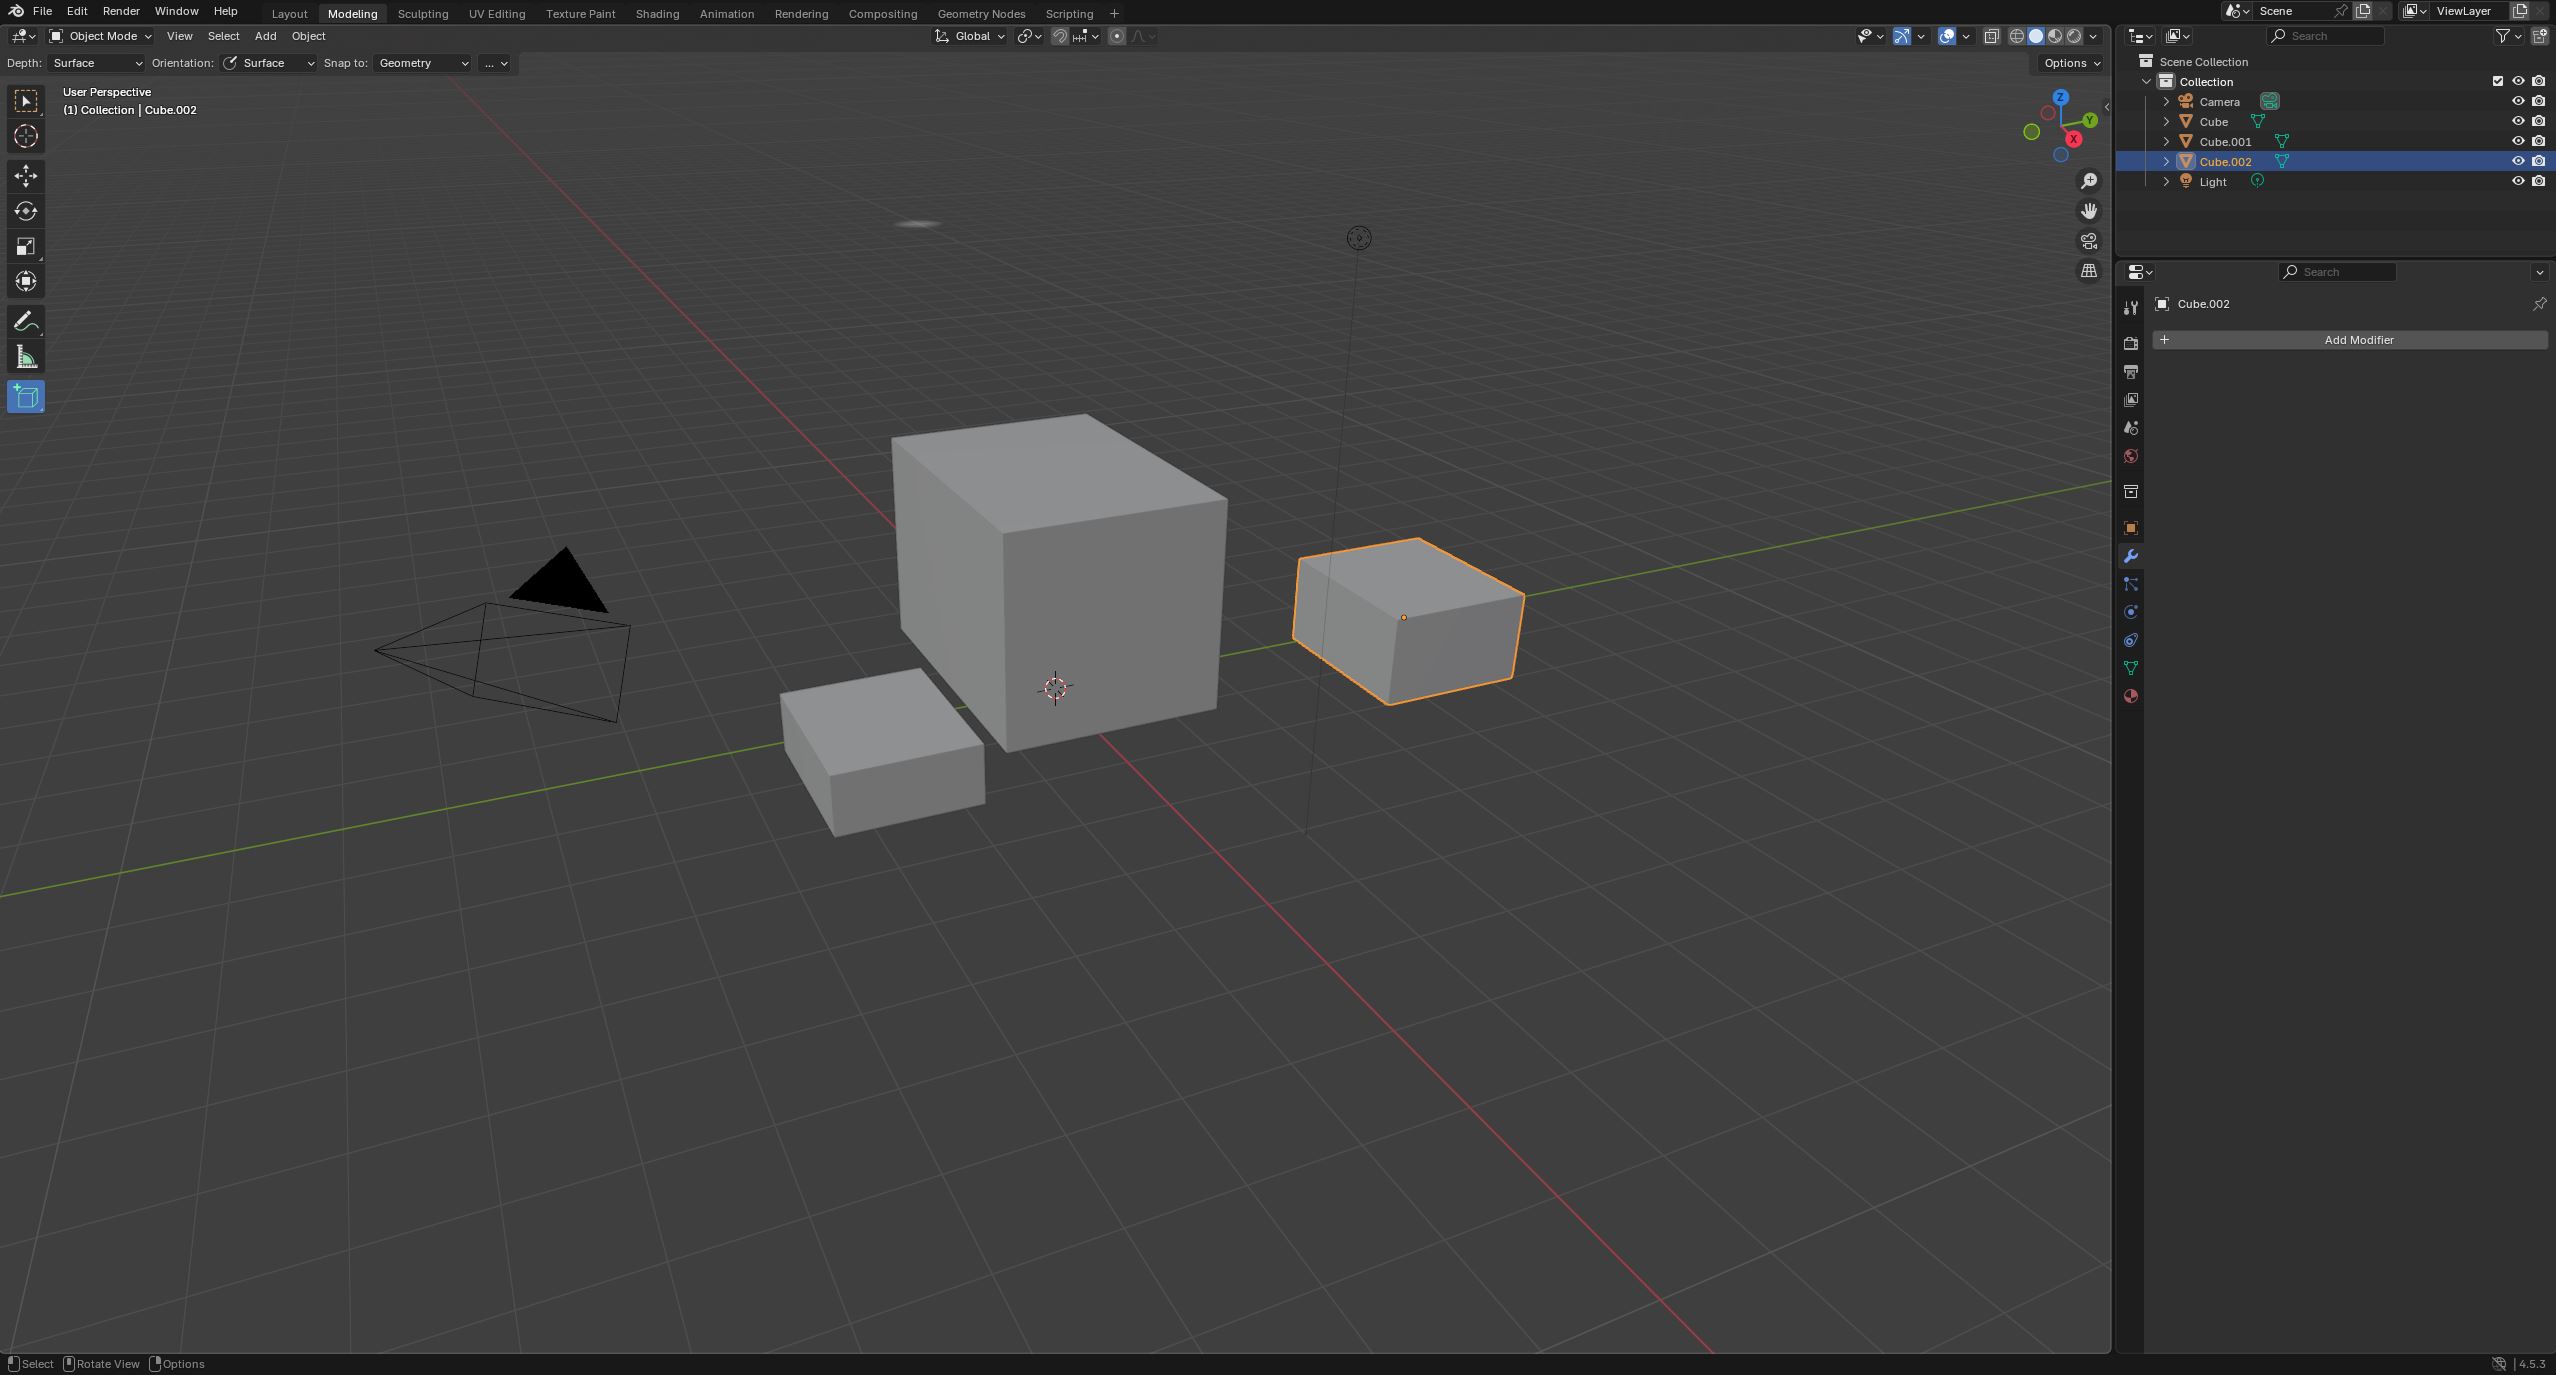 File Edit Render Window Help Layout Modeling Sculpting UV Editing Texture Paint Shading Animation Rendering Compositing Geometry Nodes Scripting + Scene ViewLayer
Object Mode View Select Add Object Global Search
Depth: Surface Orientation: Surface Snap to: Geometry ... Options
User Perspective
(1) Collection | Cube.002
Z
Y
X
Scene Collection
Collection
Camera
Cube
Cube.001
Cube.002
Light
Search
Cube.002
+ Add Modifier
Select Rotate View Options 4.5.3